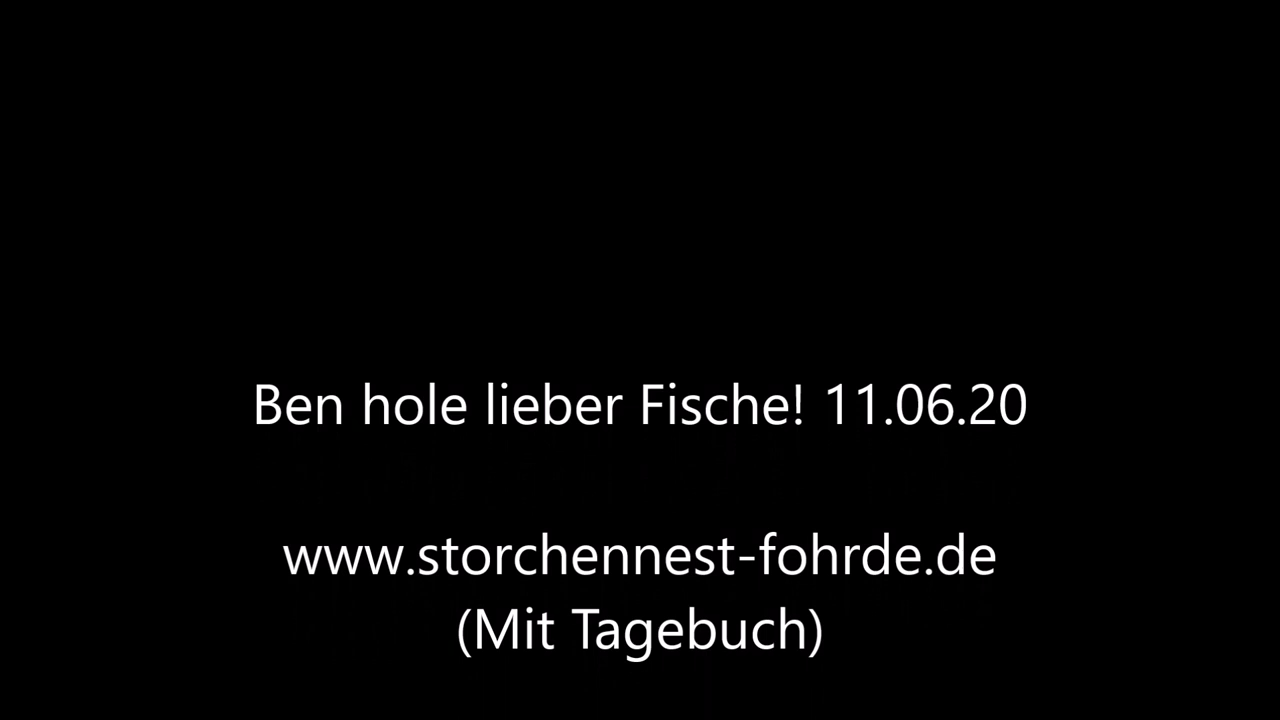 Ben hole lieber Fische! 11.06.20
www.storchennest-fohrde.de
(Mit Tagebuch)